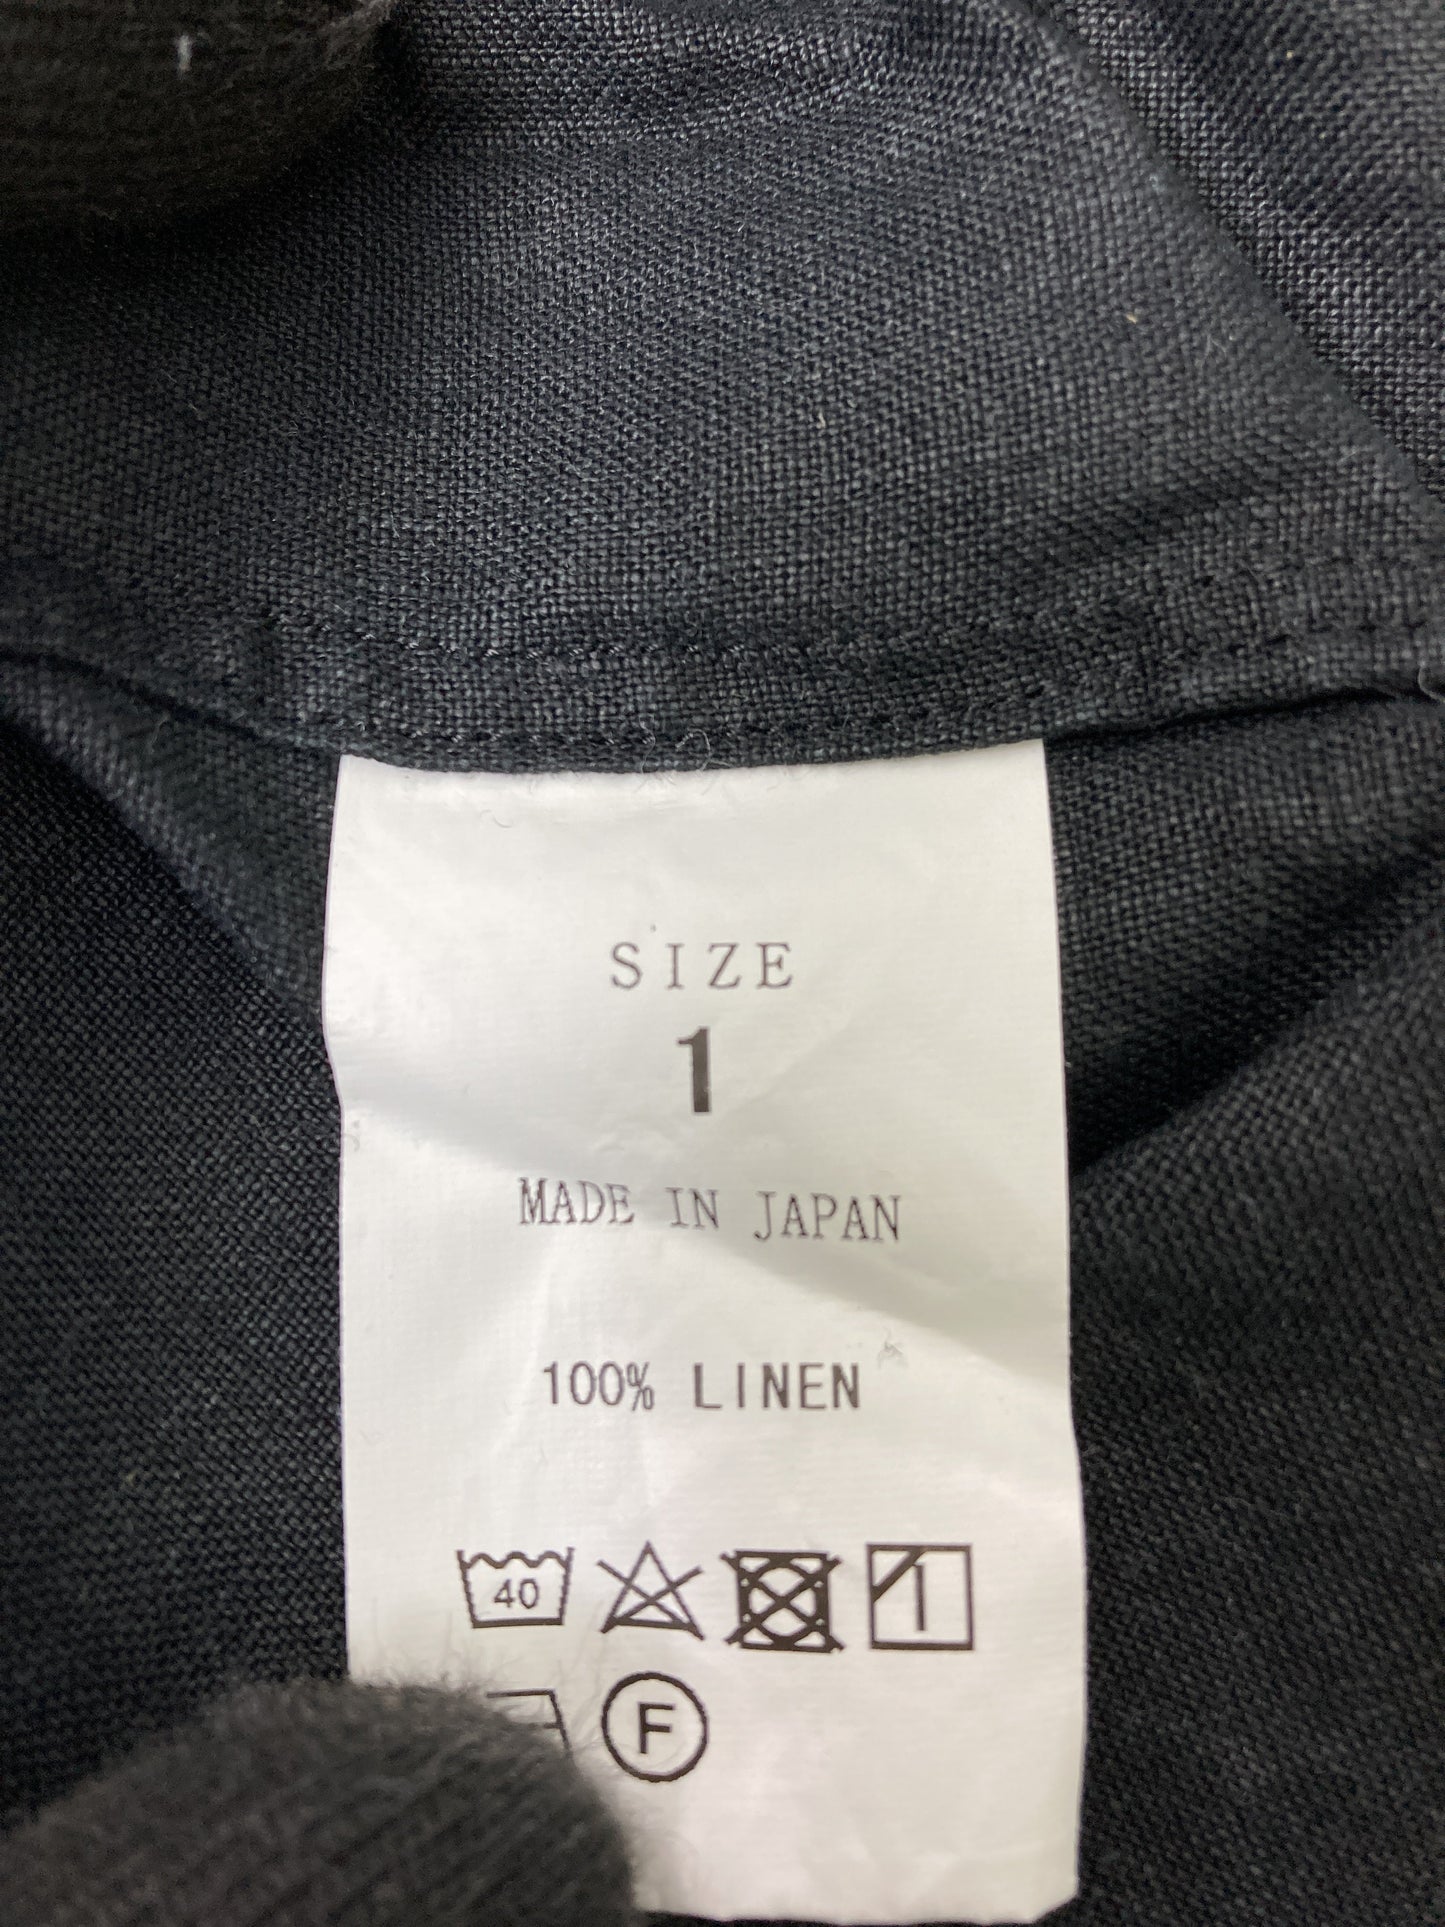 SIZE
1
MADE IN JAPAN
100% LINEN
40
F